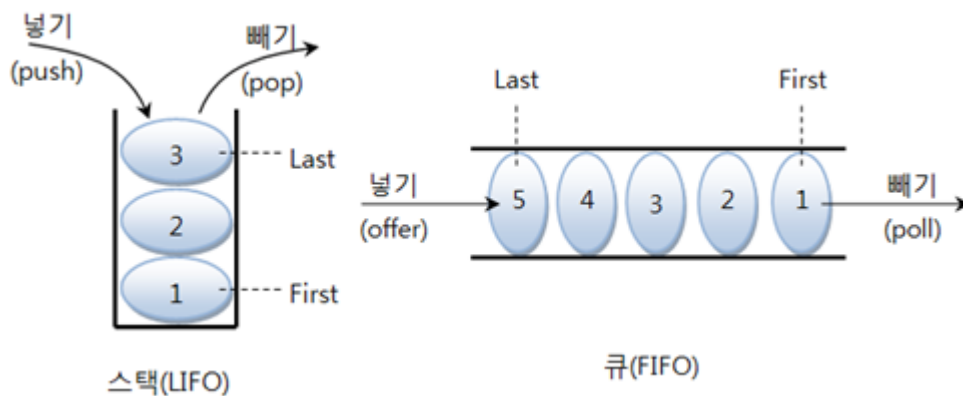 넣기
(push)
빼기
(pop)
3
Last
2
1
First
스택(LIFO)
Last
First
넣기
(offer)
5
4
3
2
1
빼기
(poll)
큐(FIFO)